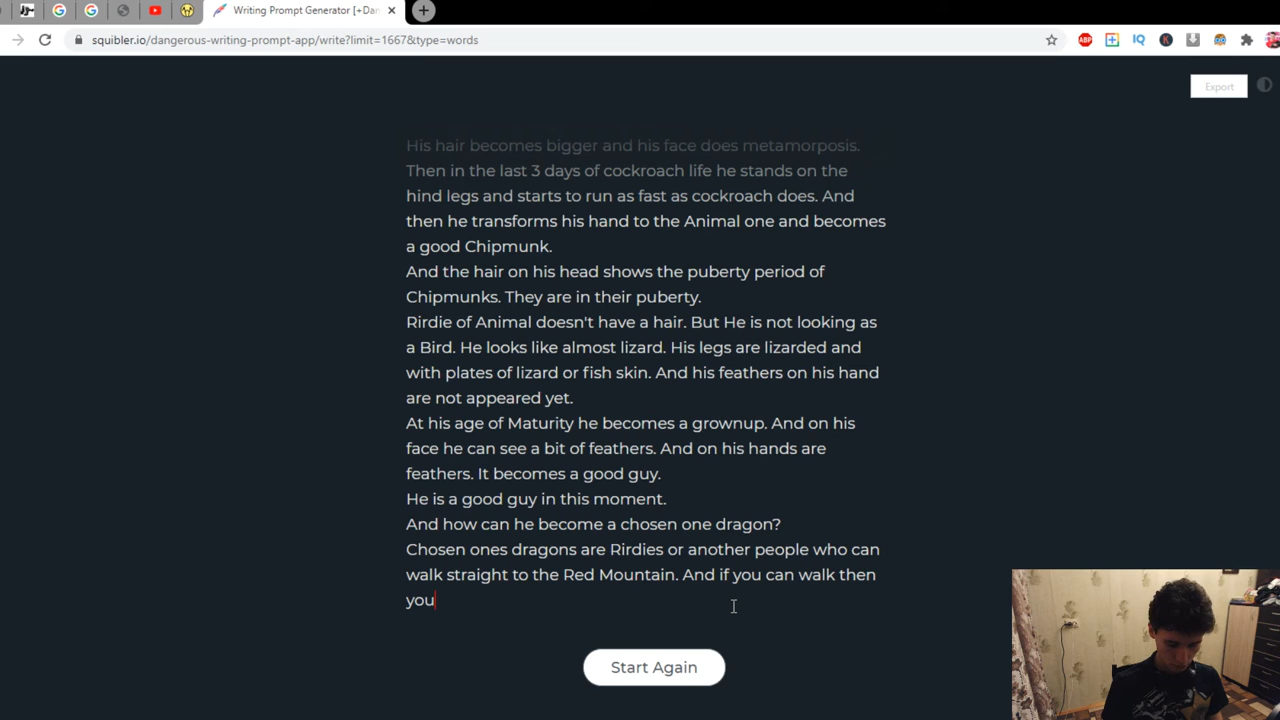 Writing Prompt Generator [+Dan
squibler.io/dangerous-writing-prompt-app/write?limit=1667&type=words
ABP
IQ
K
Export
His hair becomes bigger and his face does metamorposis.
Then in the last 3 days of cockroach life he stands on the
hind legs and starts to run as fast as cockroach does. And
then he transforms his hand to the Animal one and becomes
a good Chipmunk.
And the hair on his head shows the puberty period of
Chipmunks. They are in their puberty.
Rirdie of Animal doesn't have a hair. But He is not looking as
a Bird. He looks like almost lizard. His legs are lizarded and
with plates of lizard or fish skin. And his feathers on his hand
are not appeared yet.
At his age of Maturity he becomes a grownup. And on his
face he can see a bit of feathers. And on his hands are
feathers. It becomes a good guy.
He is a good guy in this moment.
And how can he become a chosen one dragon?
Chosen ones dragons are Rirdies or another people who can
walk straight to the Red Mountain. And if you can walk then
you
Start Again